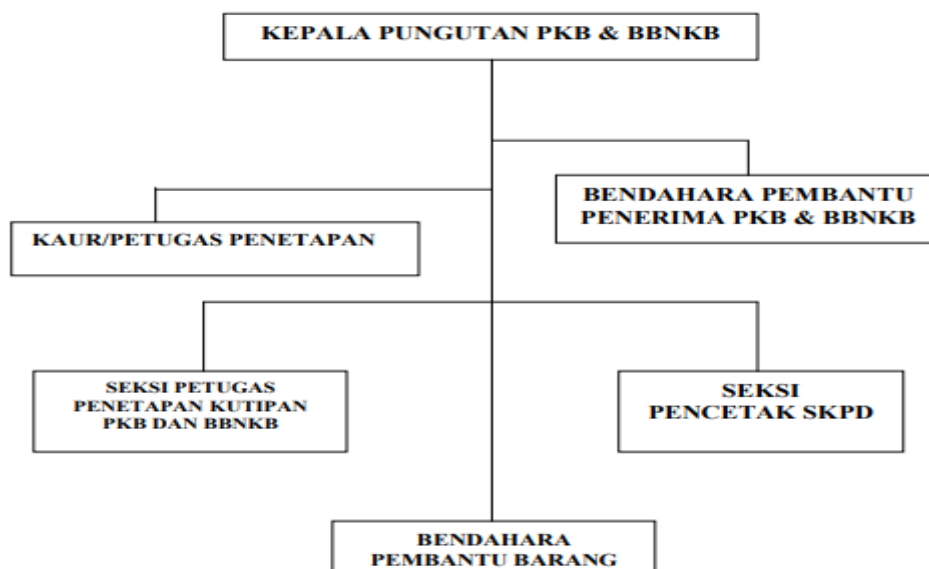 KEPALA PUNGUTAN PKB & BBNKB
BENDAHARA PEMBANTU
PENERIMA PKB & BBNKB
KAUR/PETUGAS PENETAPAN
SEKSI PETUGAS
PENETAPAN KUTIPAN
PKB DAN BBNKB
SEKSI
PENCETAK SKPD
BENDAHARA
PEMBANTU BARANG